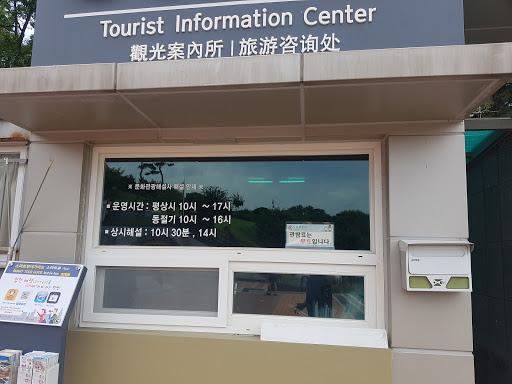 Tourist Information Center
觀光案內所 | 旅游咨询处
※ 문화관광해설사 해설 안내 ※
■ 운영시간 : 평상시 10시 ~ 17시
동절기 10시 ~ 16시
■ 상시해설 : 10시 30분 , 14시
관람료는
무료입니다